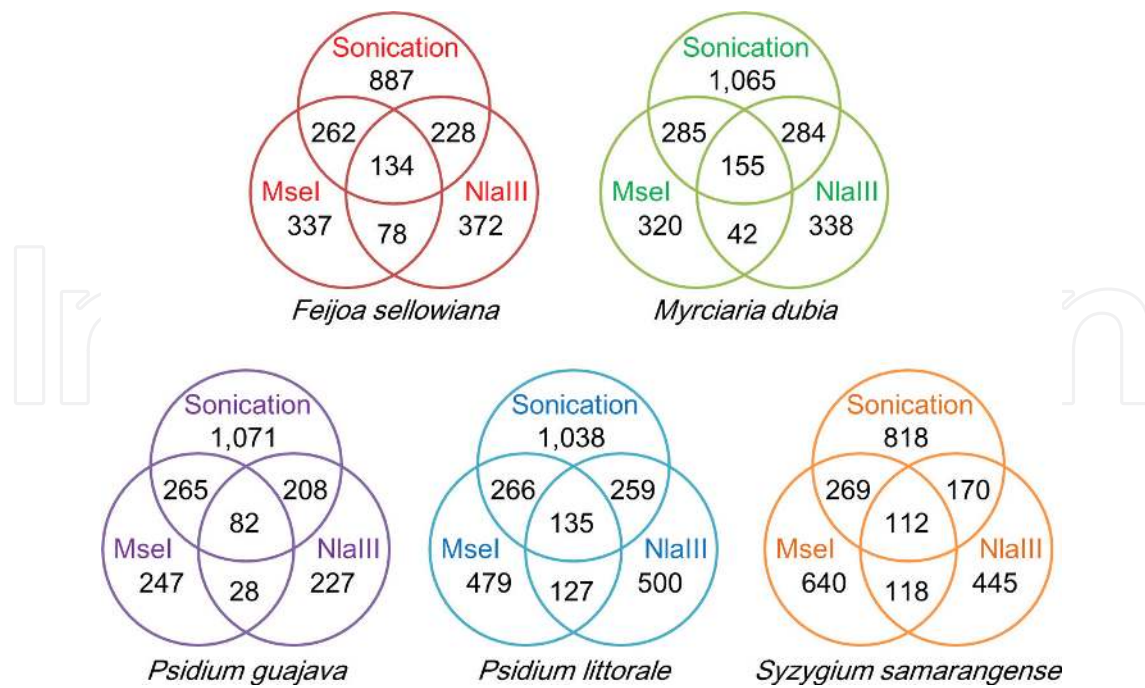 Sonication
887
262 228
134
MseI NlaIII
337 372
78
Feijoa sellowiana
Sonication
1,065
285 284
155
MseI NlaIII
320 338
42
Myrciaria dubia
Sonication
1,071
265 208
82
MseI NlaIII
247 227
28
Psidium guajava
Sonication
1,038
266 259
135
MseI NlaIII
479 500
127
Psidium littorale
Sonication
818
269 170
112
MseI NlaIII
640 445
118
Syzygium samarangense